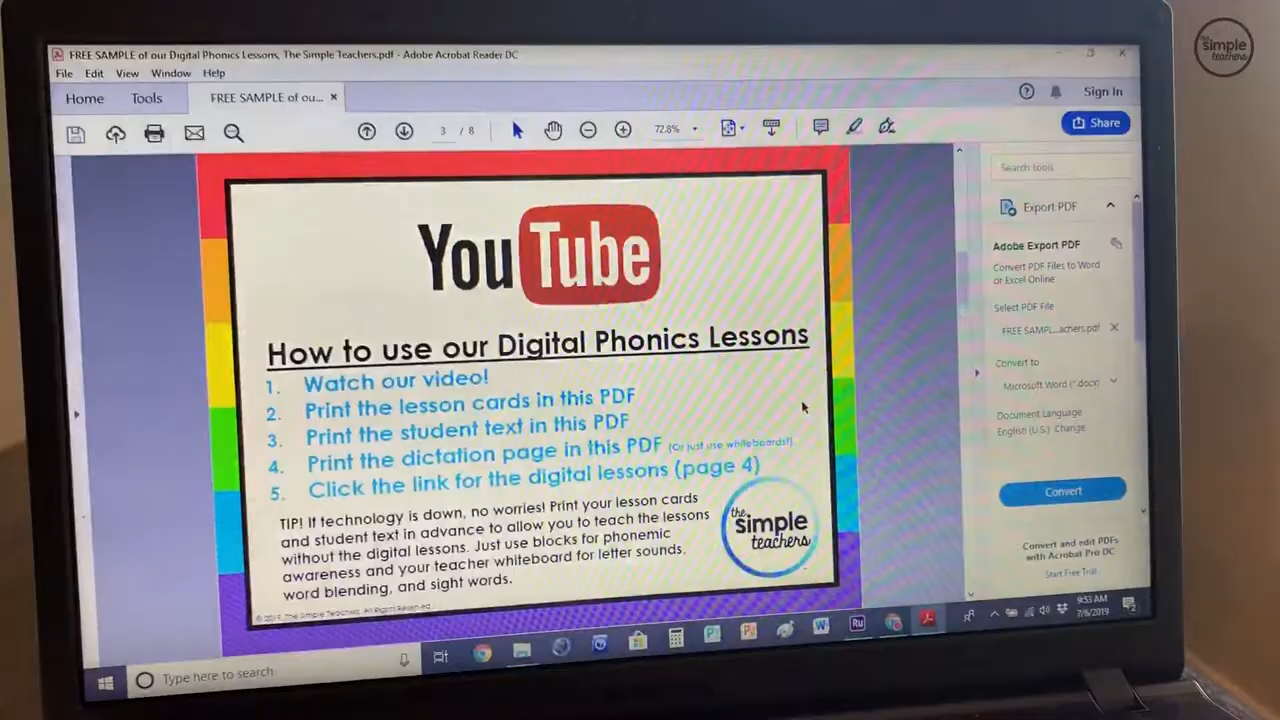 the
simple
teachers
FREE SAMPLE of our Digital Phonics Lessons, The Simple Teachers.pdf - Adobe Acrobat Reader DC
File Edit View Window Help
Home Tools FREE SAMPLE of ou... × Sign In
3 / 8 72.8% Share
Search tools
Export PDF
Adobe Export PDF
Convert PDF Files to Word
or Excel Online
Select PDF File
FREE SAMPL...achers.pdf ×
Convert to
Microsoft Word (*.docx)
Document Language:
English (U.S.) Change
Convert
Convert and edit PDFs
with Acrobat Pro DC
Start Free Trial
YouTube
How to use our Digital Phonics Lessons
1. Watch our video!
2. Print the lesson cards in this PDF
3. Print the student text in this PDF
4. Print the dictation page in this PDF (Or just use whiteboards!)
5. Click the link for the digital lessons (page 4)
TIP! If technology is down, no worries! Print your lesson cards
and student text in advance to allow you to teach the lessons
without the digital lessons. Just use blocks for phonemic
awareness and your teacher whiteboard for letter sounds,
word blending, and sight words.
the
simple
teachers
© 2019, The Simple Teachers. All Rights Reserved.
Type here to search
Ru
9:53 AM
7/6/2019